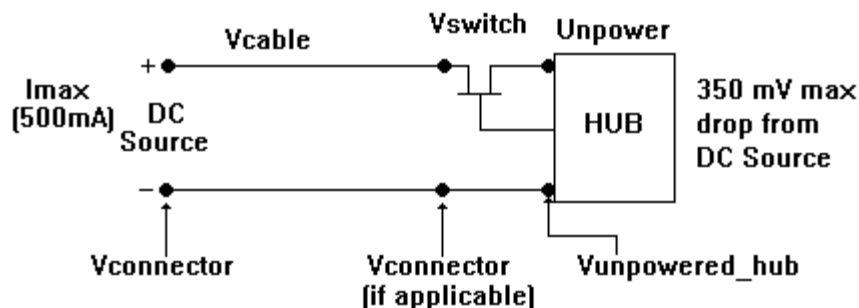 Vcable
Vswitch
Unpower
Imax
(500mA)
+
DC
Source
−
HUB
350 mV max
drop from
DC Source
Vconnector
Vconnector
(if applicable)
Vunpowered_hub